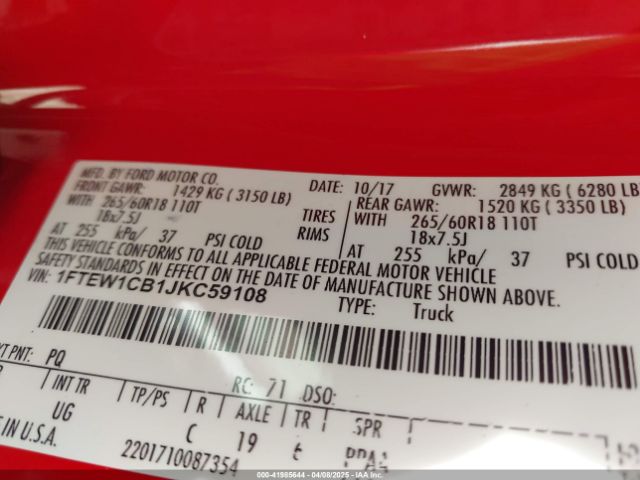 MFD. BY FORD MOTOR CO.
DATE: 10/17 GVWR: 2849 KG ( 6280 LB
FRONT GAWR: 1429 KG ( 3150 LB) REAR GAWR: 1520 KG ( 3350 LB)
WITH 265/60R18 110T TIRES WITH 265/60R18 110T
18x7.5J RIMS 18x7.5J
AT 255 kPa/ 37 PSI COLD AT 255 kPa/ 37 PSI COLD
THIS VEHICLE CONFORMS TO ALL APPLICABLE FEDERAL MOTOR VEHICLE
SAFETY STANDARDS IN EFFECT ON THE DATE OF MANUFACTURE SHOWN ABOVE.
VIN: 1FTEW1CB1JKC59108 TYPE: Truck
PNT: PQ RC: 71 DSO:
INT TR TP/PS R AXLE TR SPR
UG C 19 6
IN U.S.A. 2201710087354
000-41985644 - 04/08/2025 - IAA Inc.